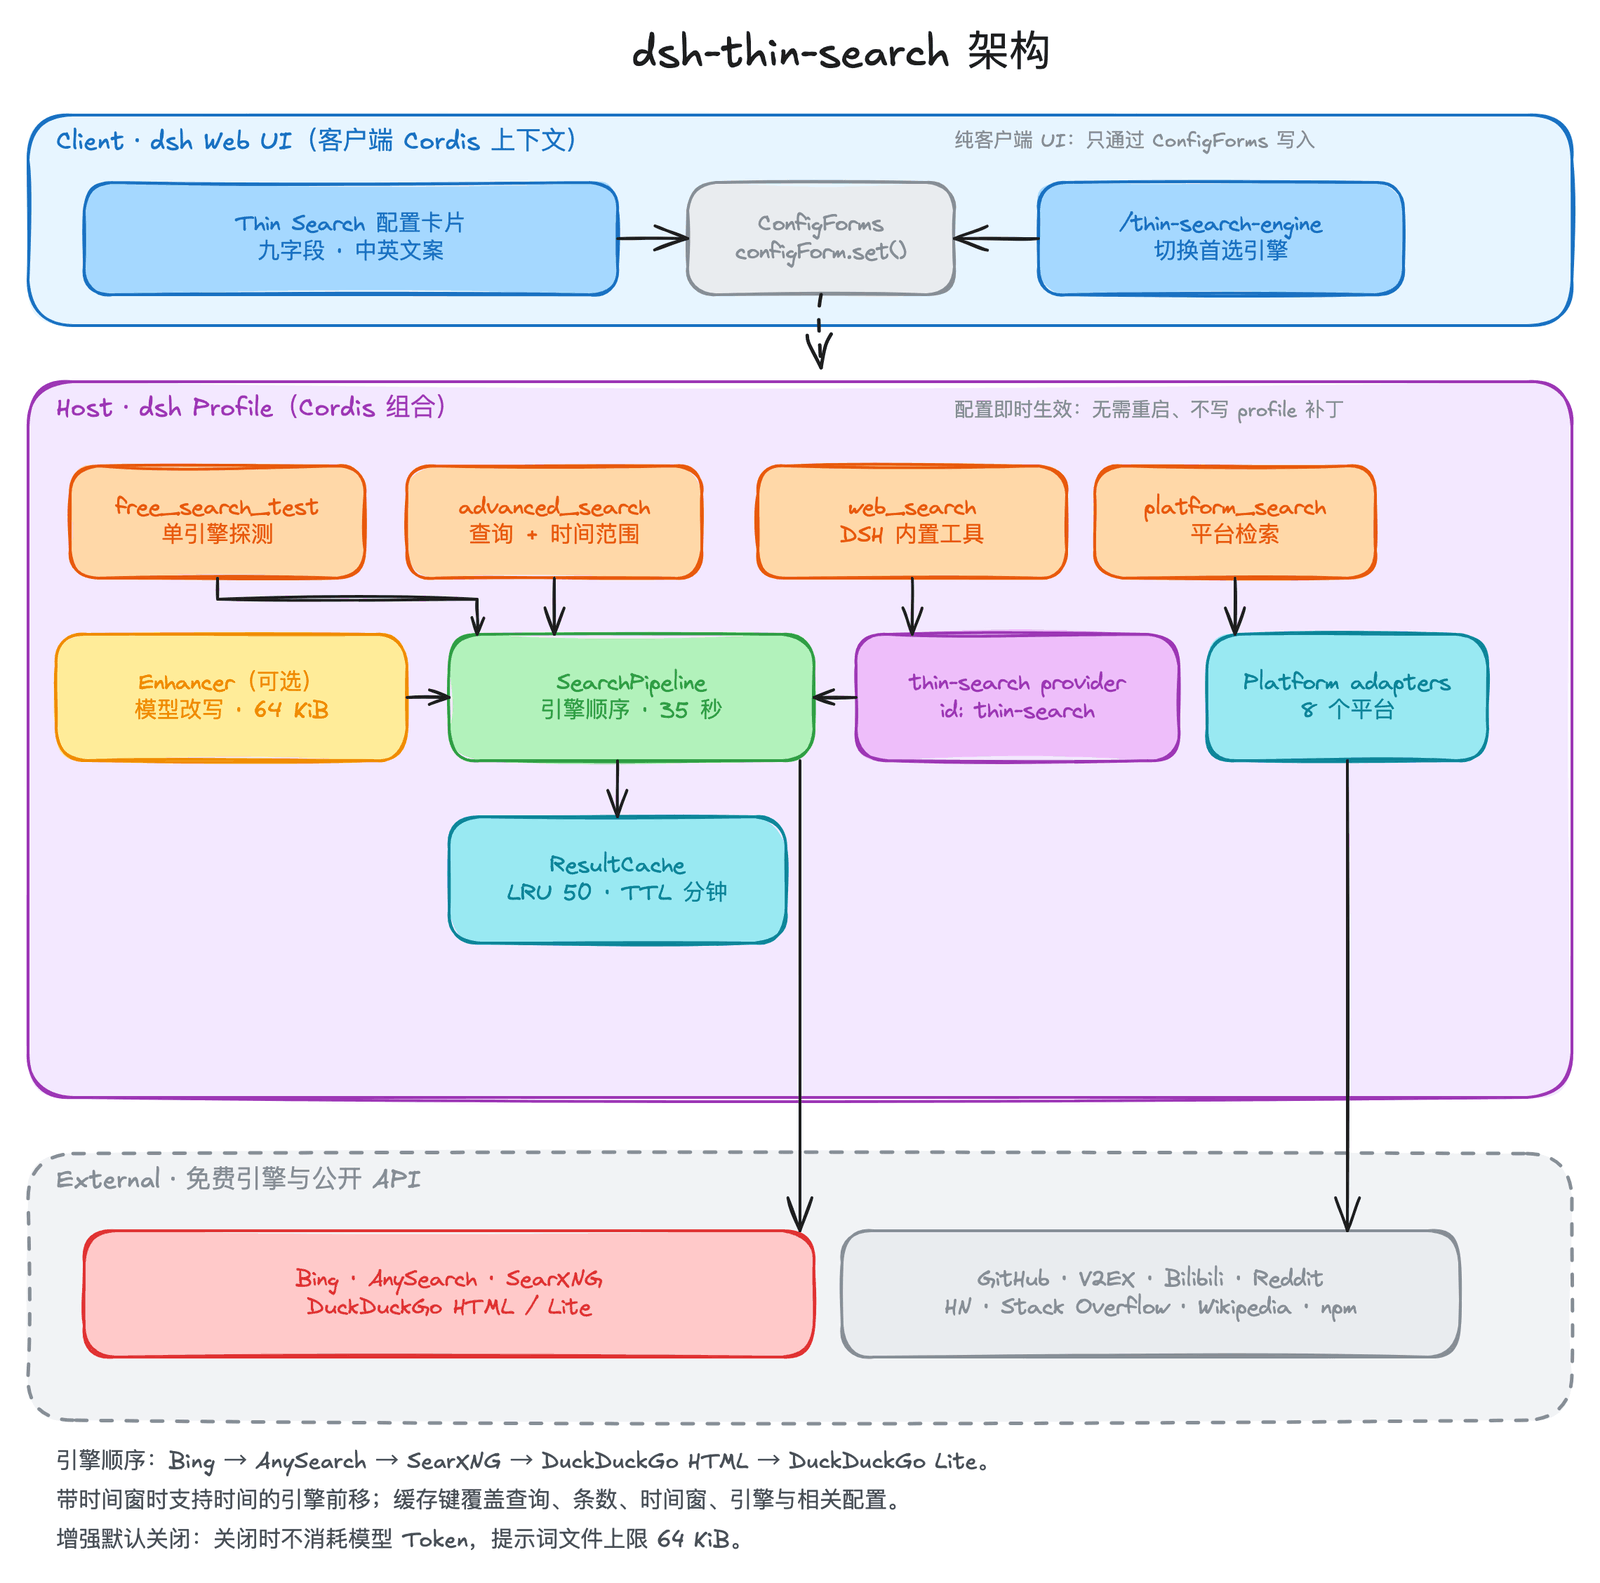 dsh-thin-search 架构
Client · dsh Web UI（客户端 Cordis 上下文）
纯客户端 UI：只通过 ConfigForms 写入
Thin Search 配置卡片
九字段 · 中英文案
ConfigForms
configForm.set()
/thin-search-engine
切换首选引擎
Host · dsh Profile（Cordis 组合）
配置即时生效：无需重启、不写 profile 补丁
free_search_test
单引擎探测
advanced_search
查询 + 时间范围
web_search
DSH 内置工具
platform_search
平台检索
Enhancer（可选）
模型改写 · 64 KiB
SearchPipeline
引擎顺序 · 35 秒
thin-search provider
id: thin-search
Platform adapters
8 个平台
ResultCache
LRU 50 · TTL 分钟
External · 免费引擎与公开 API
Bing · AnySearch · SearXNG
DuckDuckGo HTML / Lite
GitHub · V2EX · Bilibili · Reddit
HN · Stack Overflow · Wikipedia · npm
引擎顺序：Bing → AnySearch → SearXNG → DuckDuckGo HTML → DuckDuckGo Lite。
带时间窗时支持时间的引擎前移；缓存键覆盖查询、条数、时间窗、引擎与相关配置。
增强默认关闭：关闭时不消耗模型 Token，提示词文件上限 64 KiB。